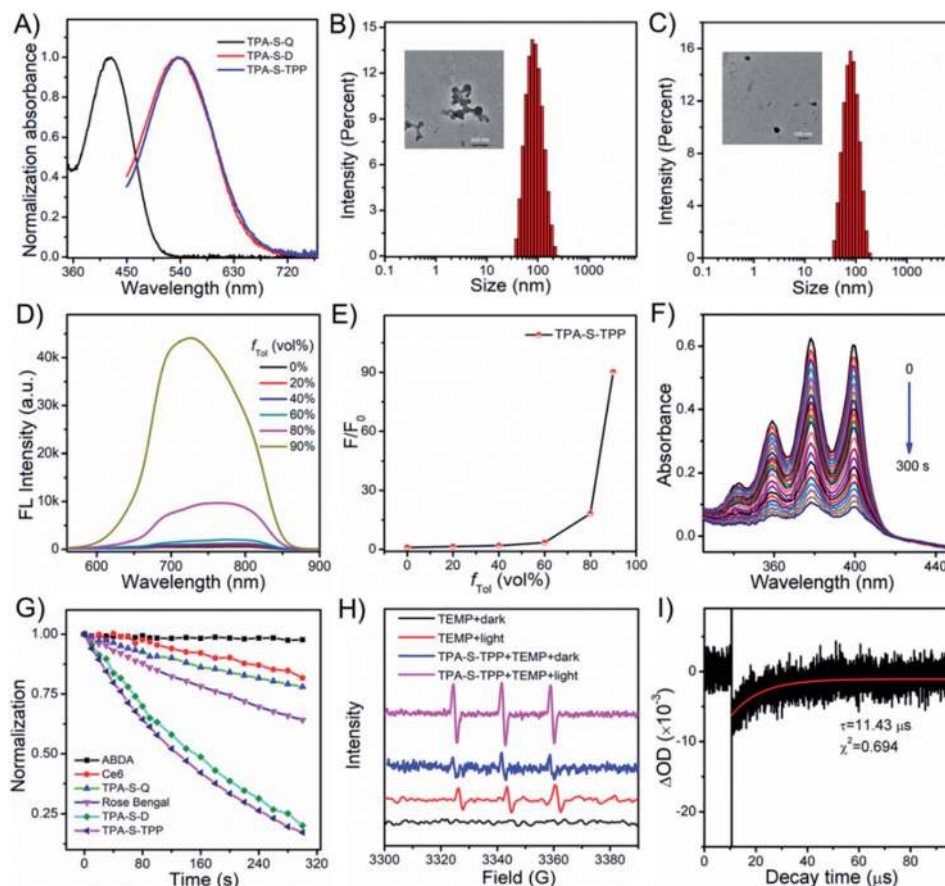 A)
TPA-S-Q
TPA-S-D
TPA-S-TPP
Normalization absorbance
1.0
0.8
0.6
0.4
0.2
0.0
360 450 540 630 720
Wavelength (nm)
B)
Intensity (Percent)
15
12
9
6
3
0
0.1 1 10 100 1000
Size (nm)
C)
Intensity (Percent)
16
12
8
4
0
0.1 1 10 100 1000
Size (nm)
D)
FL Intensity (a.u.)
40k
30k
20k
10k
0
fTol (vol%)
0%
20%
40%
60%
80%
90%
600 700 800 900
Wavelength (nm)
E)
TPA-S-TPP
F/F0
90
60
30
0
0 20 40 60 80
fTol (vol%)
F)
Absorbance
0.6
0.4
0.2
0.0
0
300 s
360 400 440
Wavelength (nm)
G)
Normalization
1.00
0.75
0.50
0.25
ABDA
Ce6
TPA-S-Q
Rose Bengal
TPA-S-D
TPA-S-TPP
0 80 160 240 320
Time (s)
H)
TEMP+dark
TEMP+light
TPA-S-TPP+TEMP+dark
TPA-S-TPP+TEMP+light
Intensity
3300 3330 3360 3390
Field (G)
I)
ΔOD (×10⁻³)
0
-10
-20
τ=11.43 μs
χ²=0.694
0 20 40 60 80
Decay time (μs)